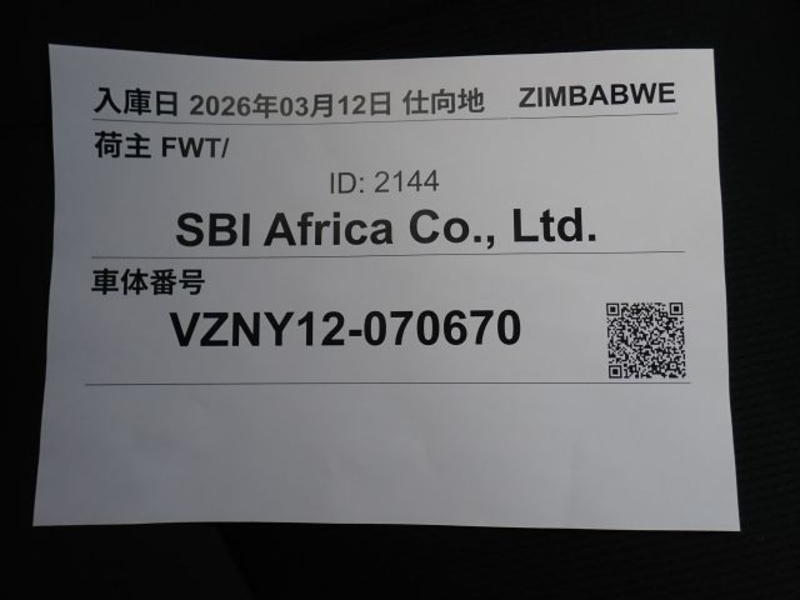 入庫日 2026年03月12日 仕向地 ZIMBABWE
荷主 FWT/
ID: 2144
SBI Africa Co., Ltd.
車体番号
VZNY12-070670